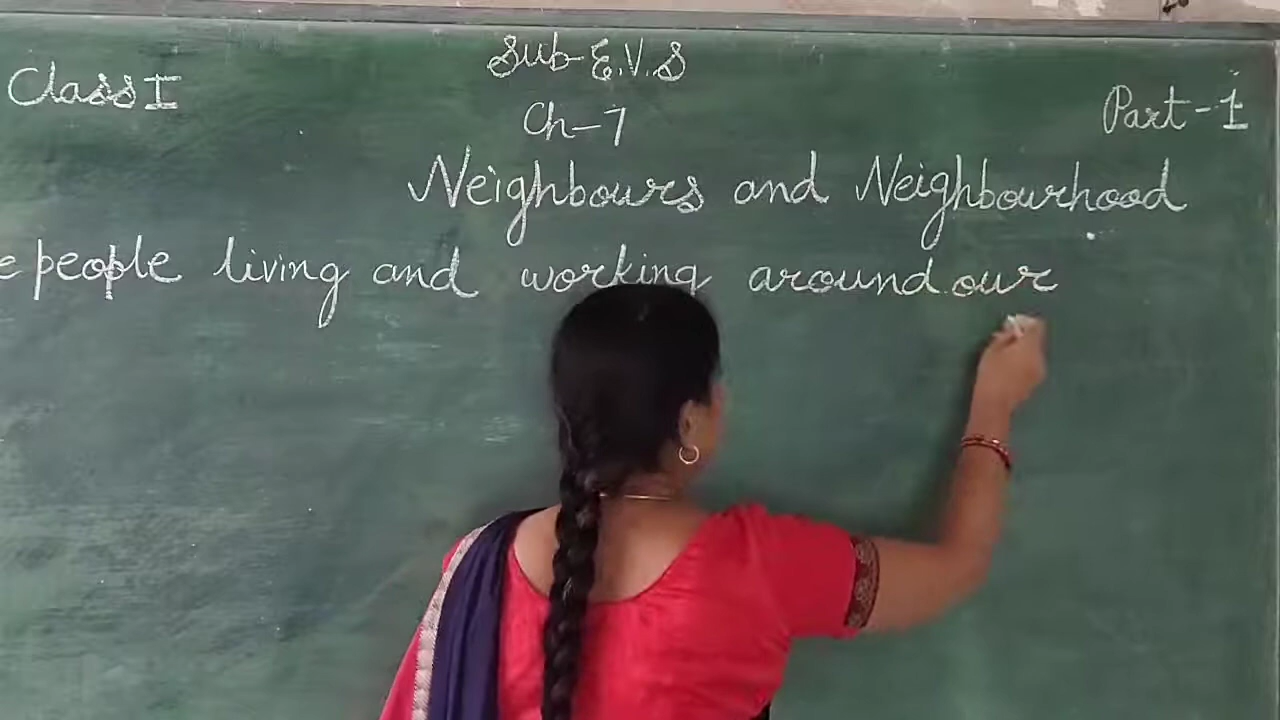 Sub-E.V.S
Class I
Ch-7
Part-1
Neighbours and Neighbourhood
e people living and working around our